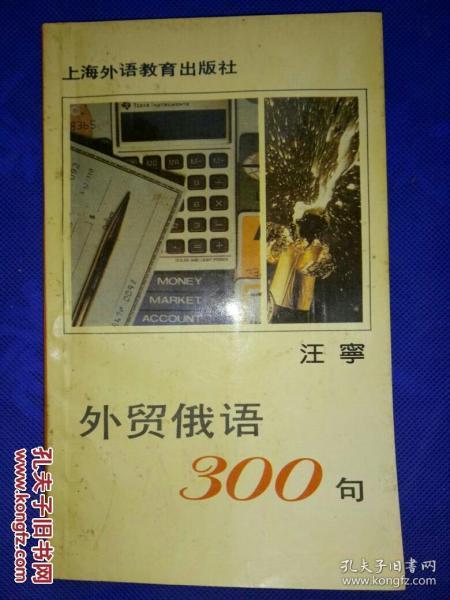 上海外语教育出版社
Texas Instruments
MONEY
MARKET
ACCOUNT
汪寧
外贸俄语
300句
孔夫子旧书网
www.kongfz.com
孔夫子旧书网
www.kongfz.com